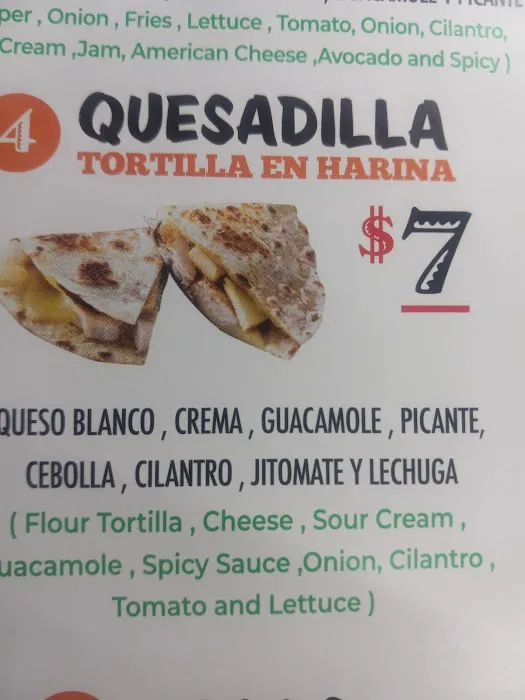 , Onion , Fries , Lettuce , Tomato, Onion, Cilantro,
Cream ,Jam, American Cheese ,Avocado and Spicy )
4
QUESADILLA
TORTILLA EN HARINA
$7
QUESO BLANCO , CREMA , GUACAMOLE , PICANTE,
CEBOLLA , CILANTRO , JITOMATE Y LECHUGA
( Flour Tortilla , Cheese , Sour Cream ,
uacamole , Spicy Sauce ,Onion, Cilantro ,
Tomato and Lettuce )